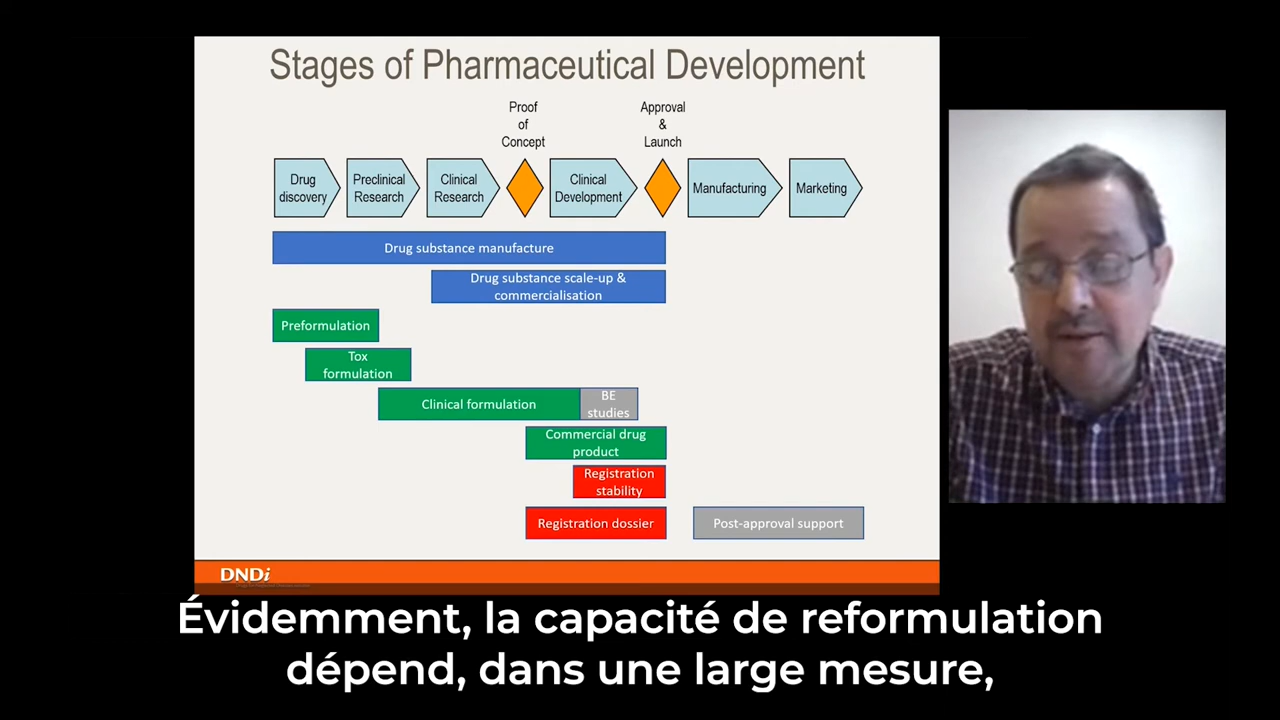 Stages of Pharmaceutical Development
Proof
of
Concept
Approval
&
Launch
Drug
discovery
Preclinical
Research
Clinical
Research
Clinical
Development
Manufacturing
Marketing
Drug substance manufacture
Drug substance scale-up &
commercialisation
Preformulation
Tox
formulation
Clinical formulation
BE
studies
Commercial drug
product
Registration
stability
Registration dossier
Post-approval support
DNDi
Évidemment, la capacité de reformulation
dépend, dans une large mesure,